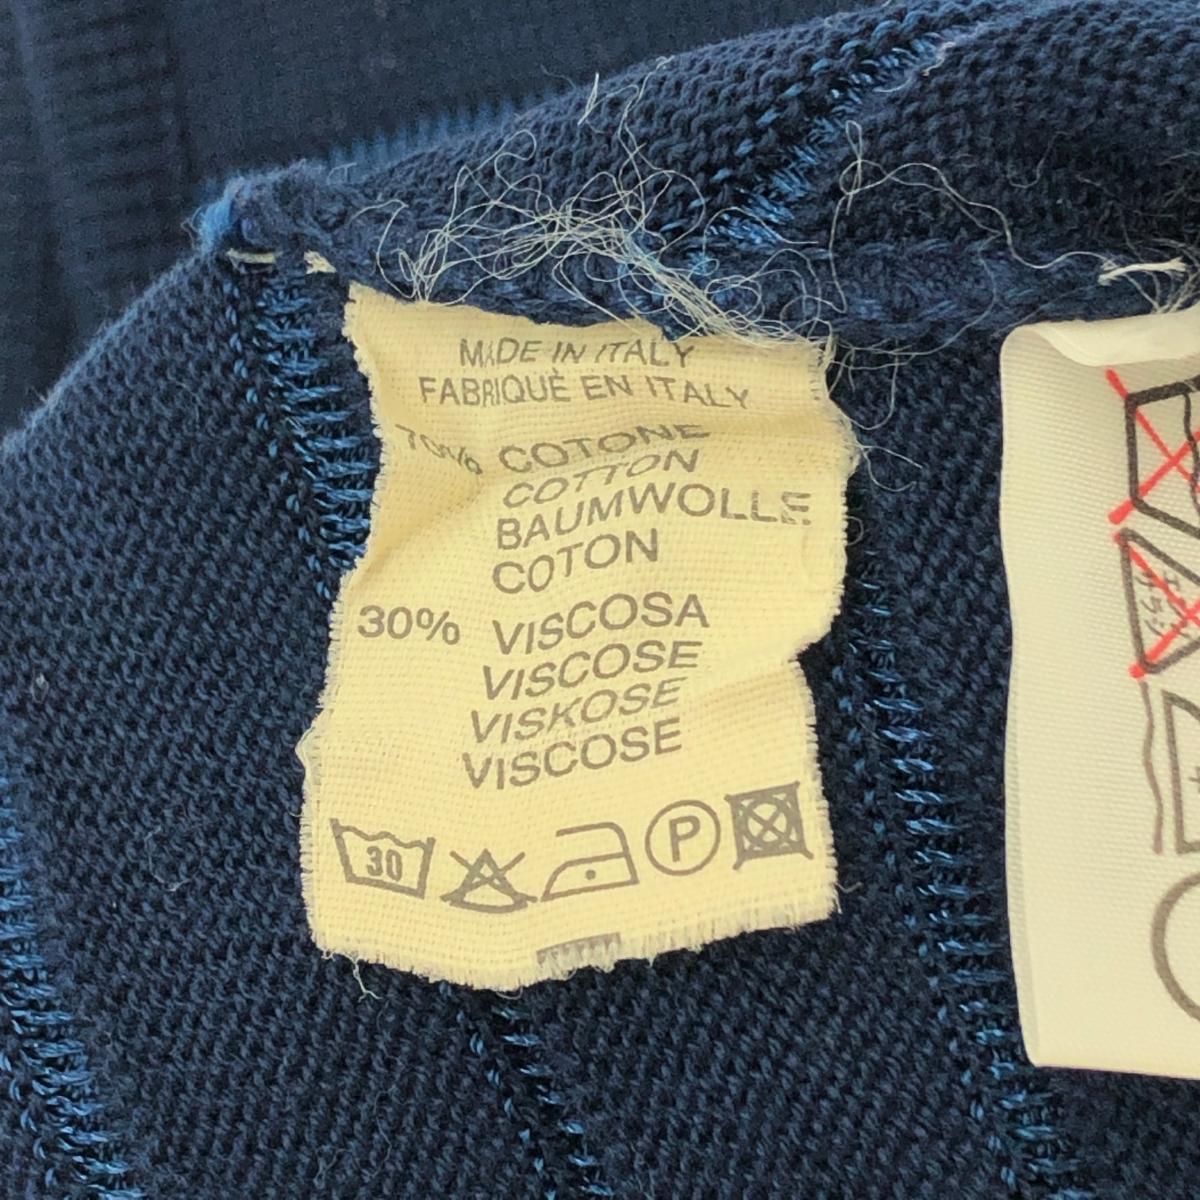 MADE IN ITALY
FABRIQUÈ EN ITALY
70% COTONE
COTTON
BAUMWOLLE
COTON
30% VISCOSA
VISCOSE
VISKOSE
VISCOSE
30
P